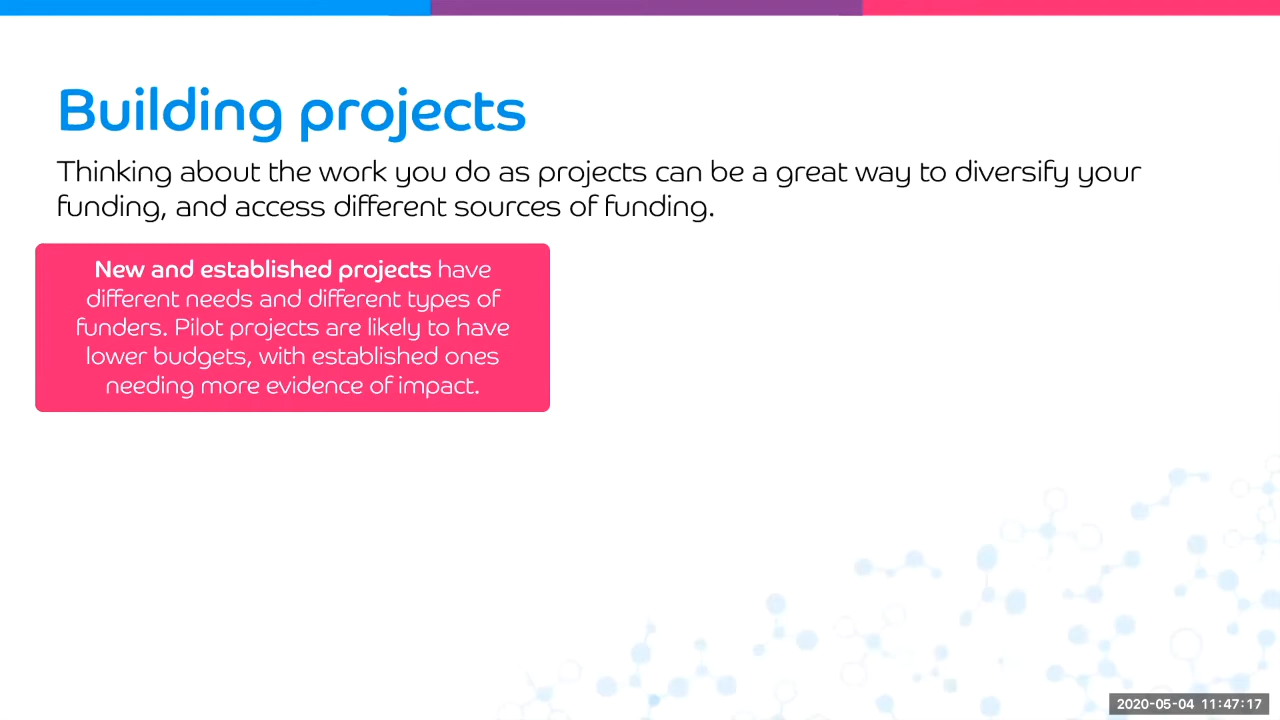 Building projects
Thinking about the work you do as projects can be a great way to diversify your
funding, and access different sources of funding.
New and established projects have
different needs and different types of
funders. Pilot projects are likely to have
lower budgets, with established ones
needing more evidence of impact.
2020-05-04 11:47:17